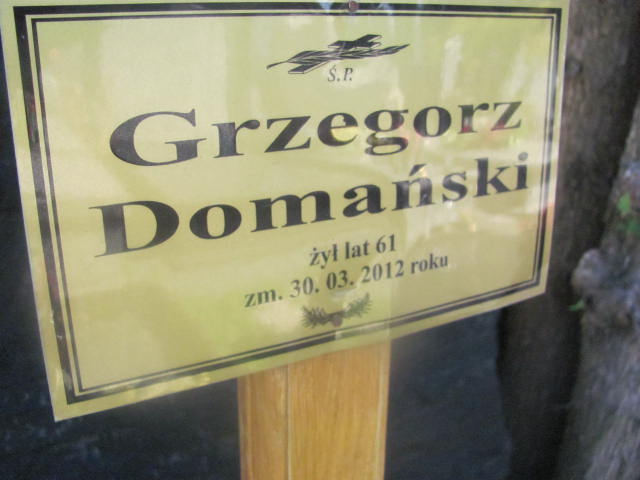 Ś.P.
Grzegorz
Domański
żył lat 61
zm. 30. 03. 2012 roku